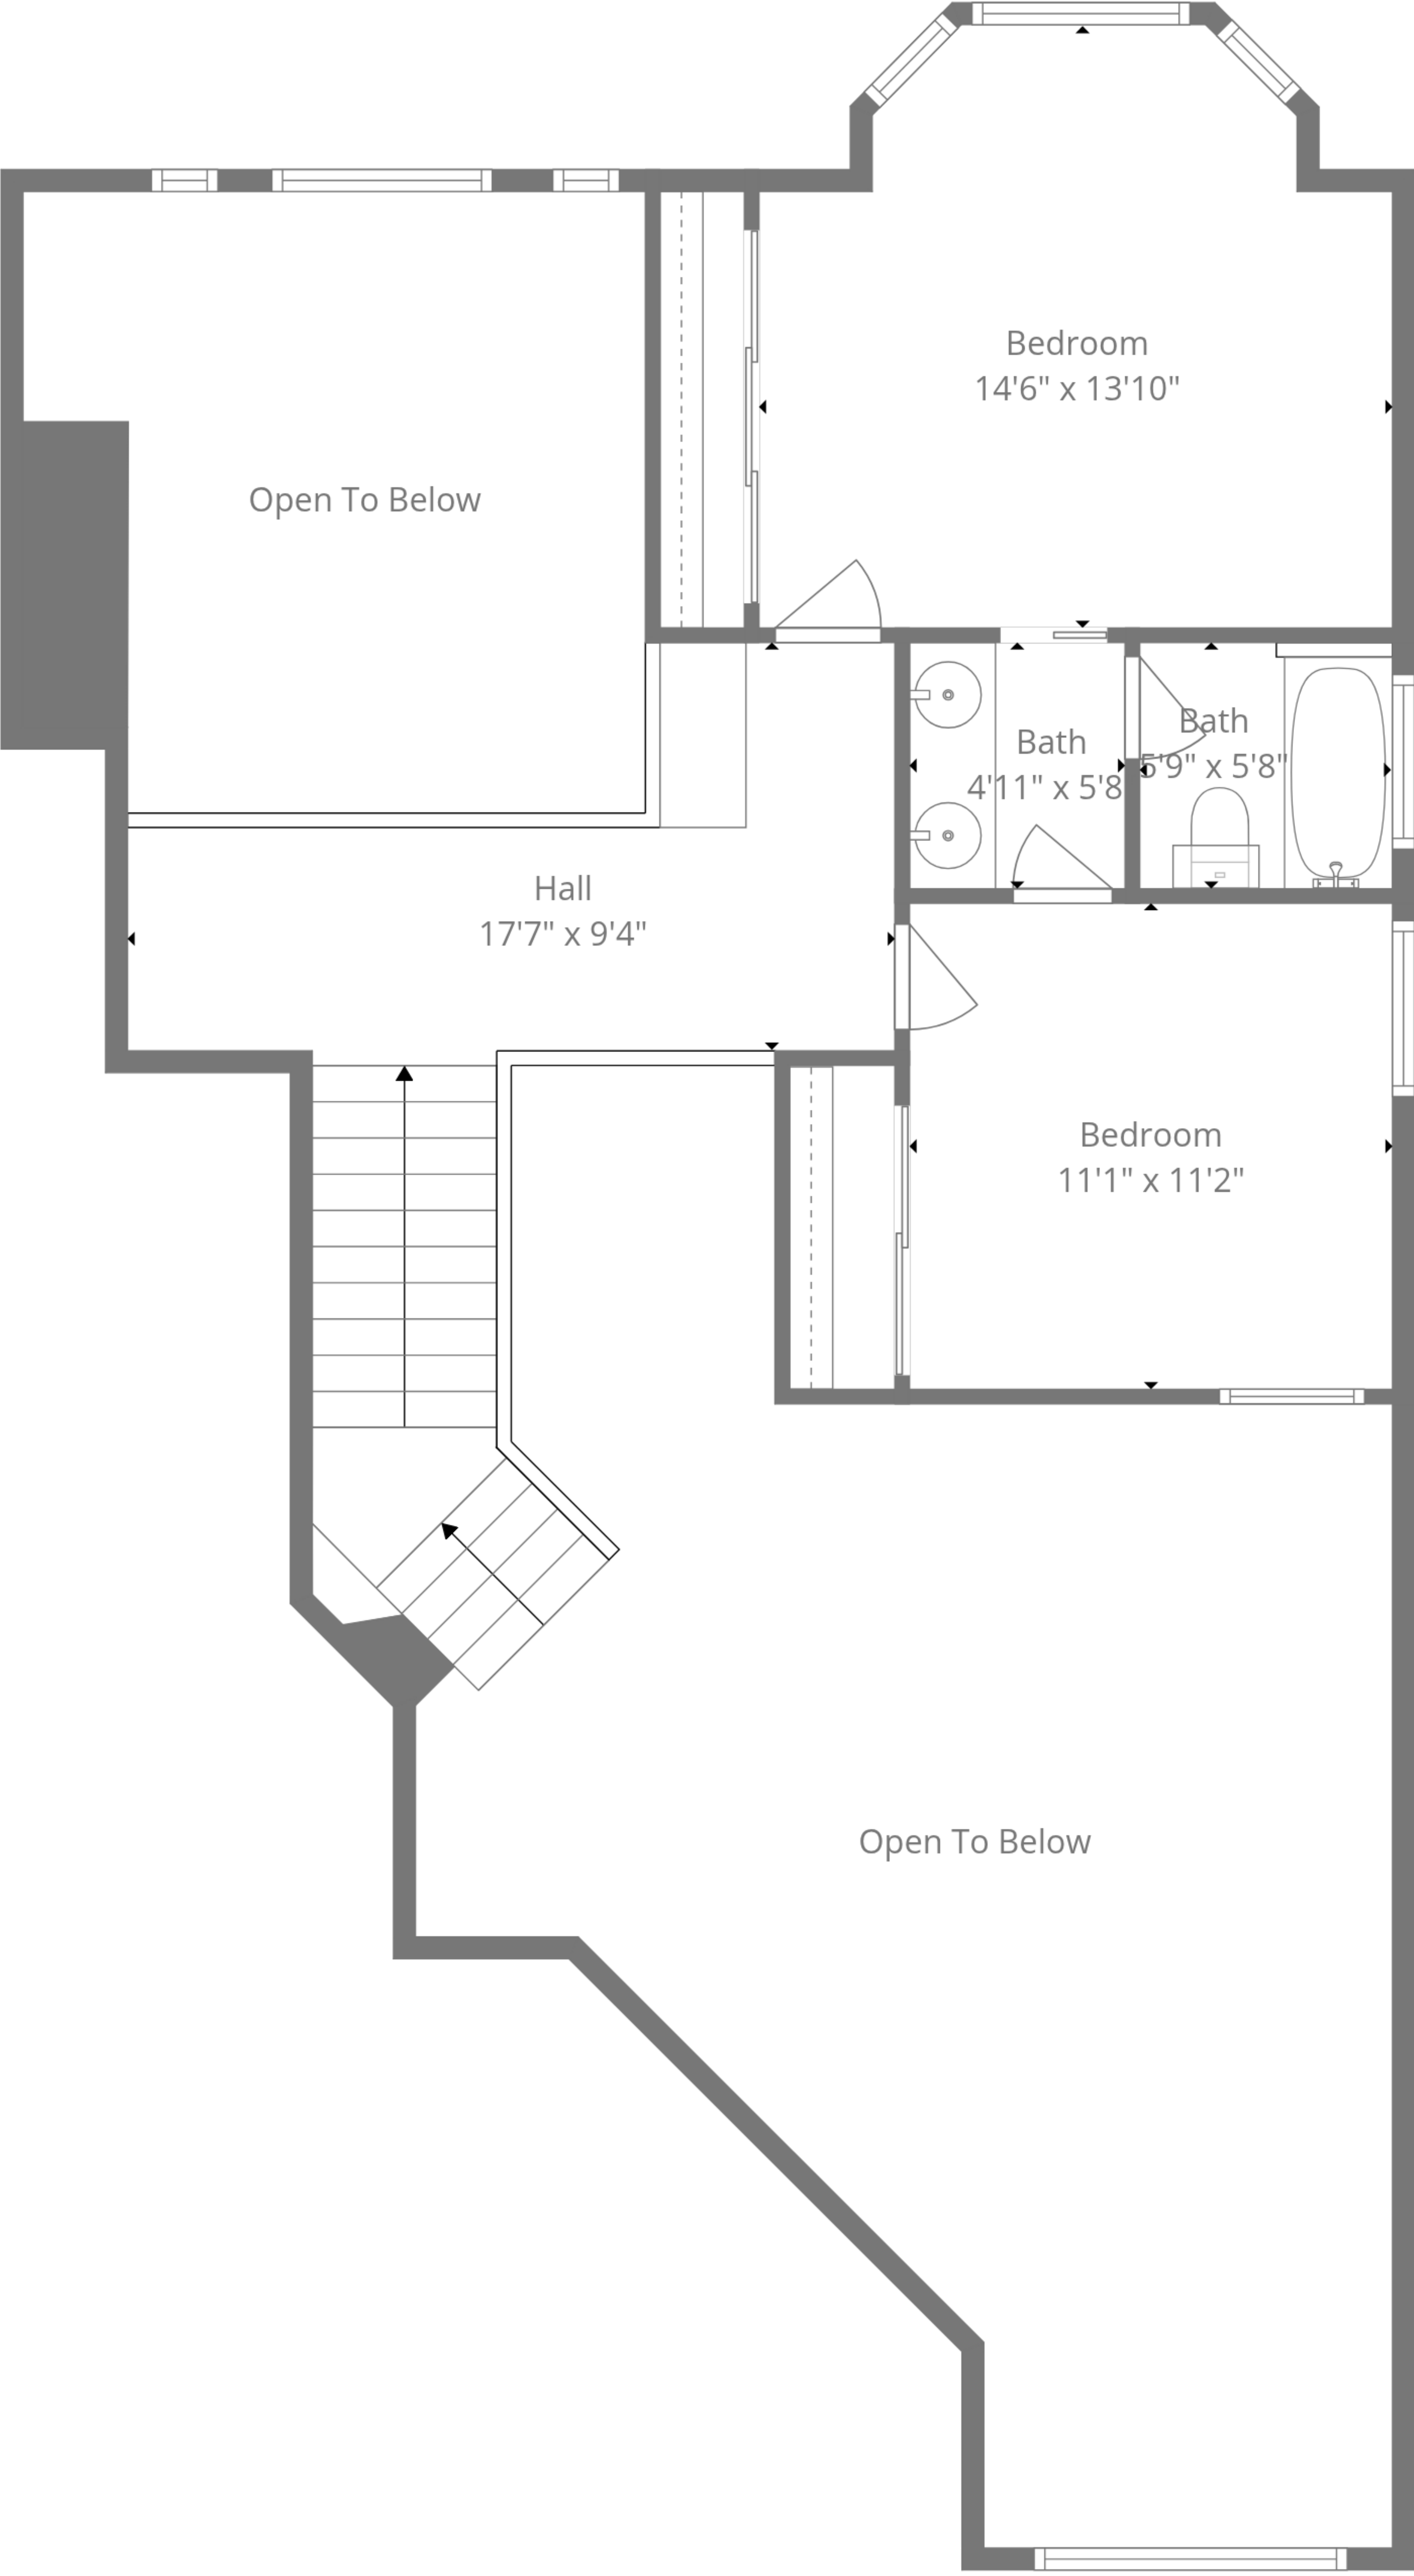 Bedroom
14'6" x 13'10"
Open To Below
Bath
5'9" x 5'8"
Bath
4'11" x 5'8
Hall
17'7" x 9'4"
Bedroom
11'1" x 11'2"
Open To Below